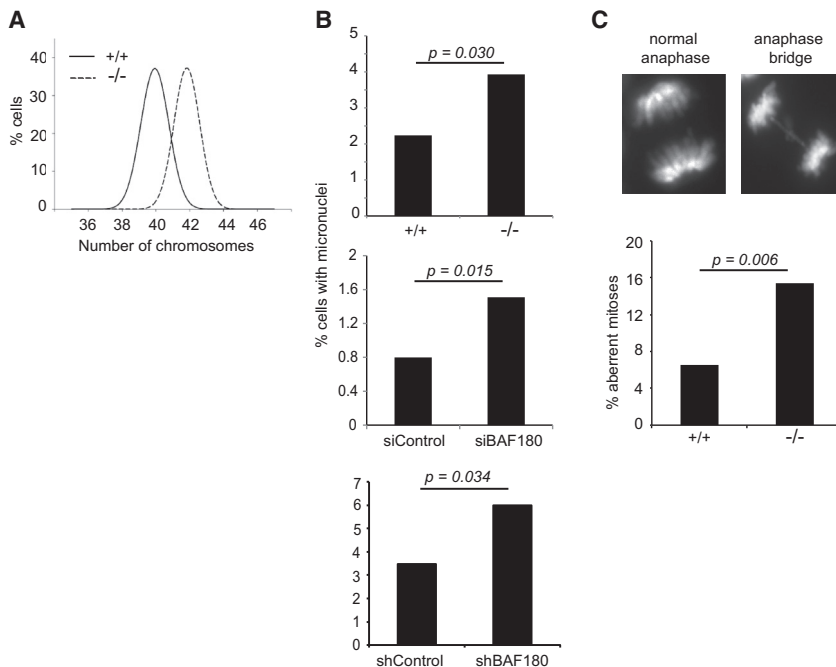 A
+/+
-/-
% cells
40
30
20
10
0
36 38 40 42 44 46
Number of chromosomes
B
% cells with micronuclei
p = 0.030
5
4
3
2
1
0
+/+ -/-
p = 0.015
2
1.6
1.2
0.8
0.4
0
siControl siBAF180
p = 0.034
7
6
5
4
3
2
1
0
shControl shBAF180
C
normal anaphase
anaphase bridge
% aberrent mitoses
p = 0.006
20
16
12
8
4
0
+/+ -/-